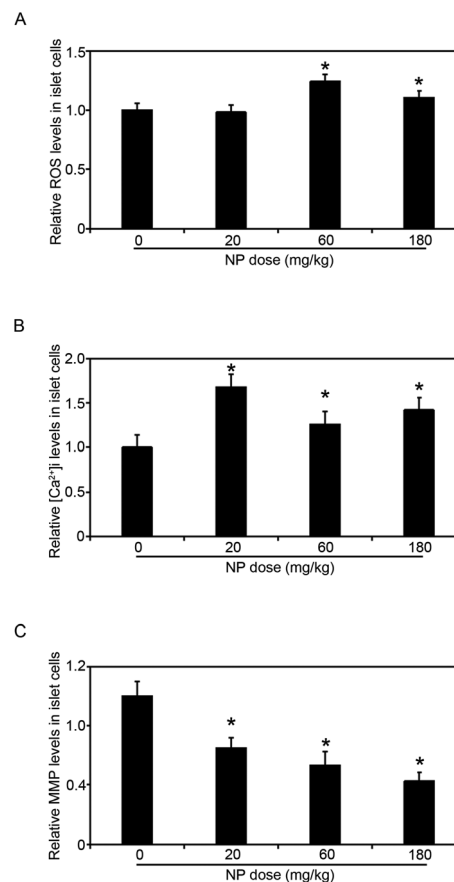 A
Relative ROS levels in islet cells
1.5
1.0
0.5
0
*
*
0 20 60 180
NP dose (mg/kg)
B
Relative [Ca²⁺]i levels in islet cells
2.0
1.5
1.0
0.5
0
*
*
*
0 20 60 180
NP dose (mg/kg)
C
Relative MMP levels in islet cells
1.2
1.0
0.4
0
*
*
*
0 20 60 180
NP dose (mg/kg)